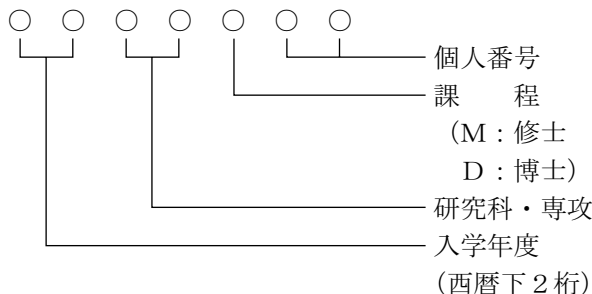 ○ ○ ○ ○ ○ ○ ○
個人番号
課　　程
（M：修士
D：博士）
研究科・専攻
入学年度
（西暦下２桁）